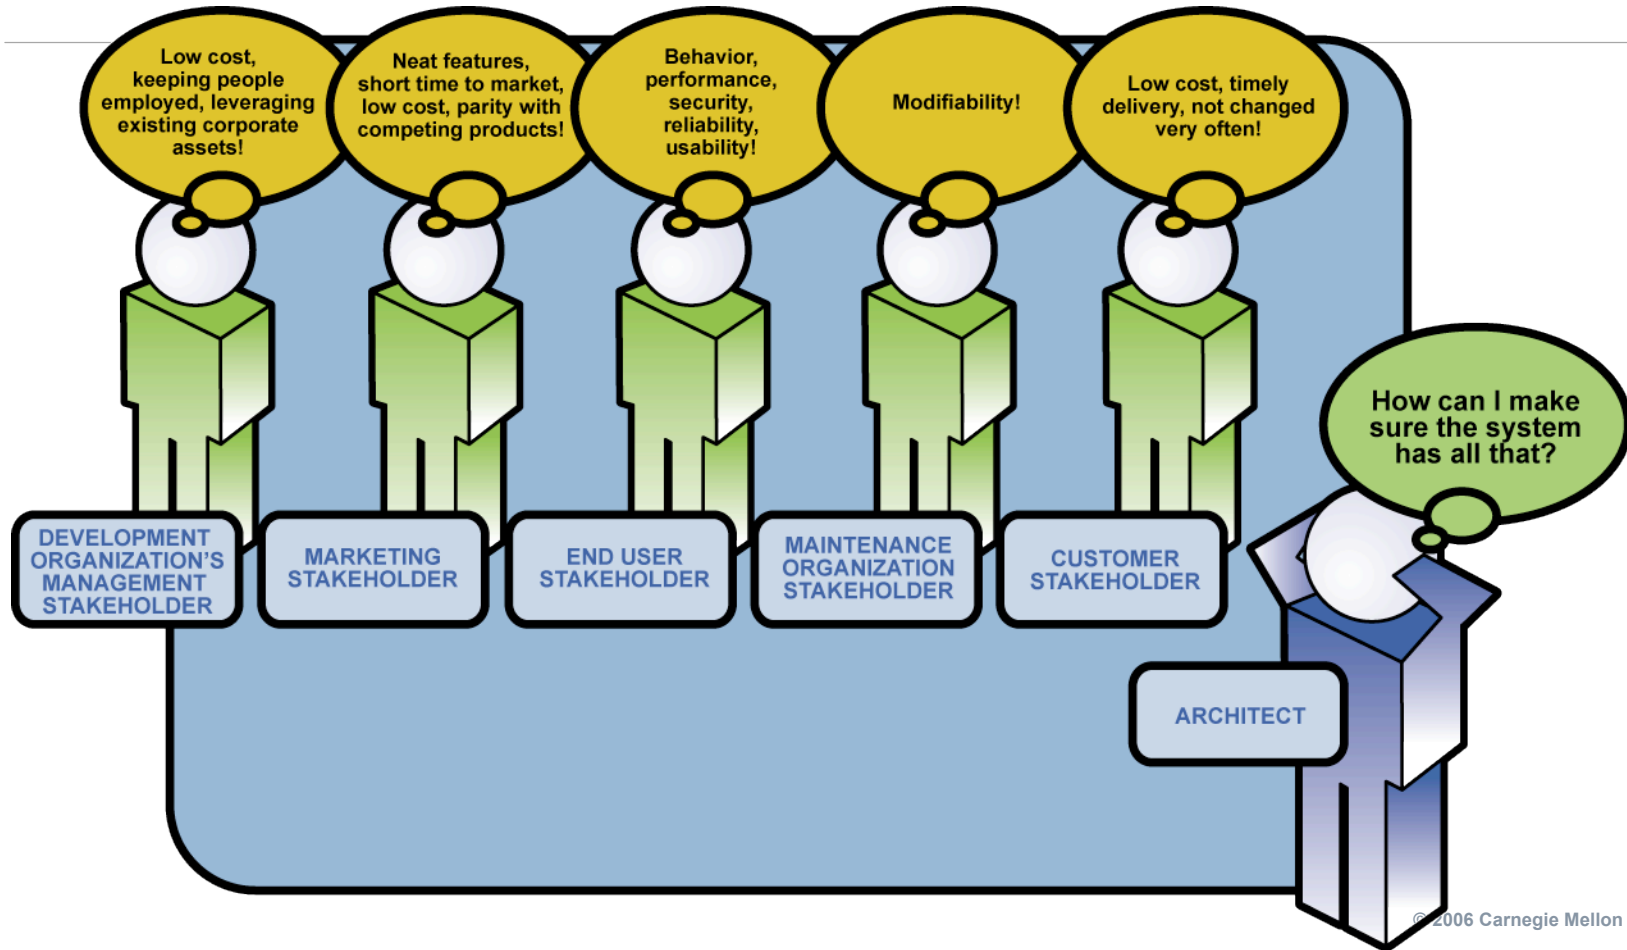 Low cost,
keeping people
employed, leveraging
existing corporate
assets!
Neat features,
short time to market,
low cost, parity with
competing products!
Behavior,
performance,
security,
reliability,
usability!
Modifiability!
Low cost, timely
delivery, not changed
very often!
How can I make
sure the system
has all that?
DEVELOPMENT
ORGANIZATION'S
MANAGEMENT
STAKEHOLDER
MARKETING
STAKEHOLDER
END USER
STAKEHOLDER
MAINTENANCE
ORGANIZATION
STAKEHOLDER
CUSTOMER
STAKEHOLDER
ARCHITECT
© 2006 Carnegie Mellon